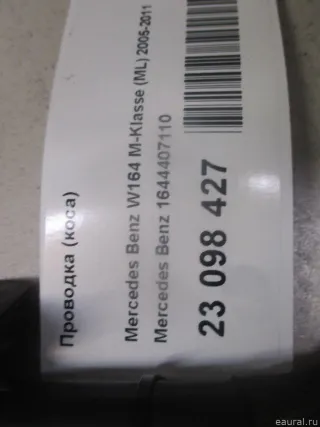 Проводка (коса)
Mercedes Benz W164 M-Klasse (ML) 2005-2011
Mercedes Benz 1644407110
23 098 427
eaural.ru